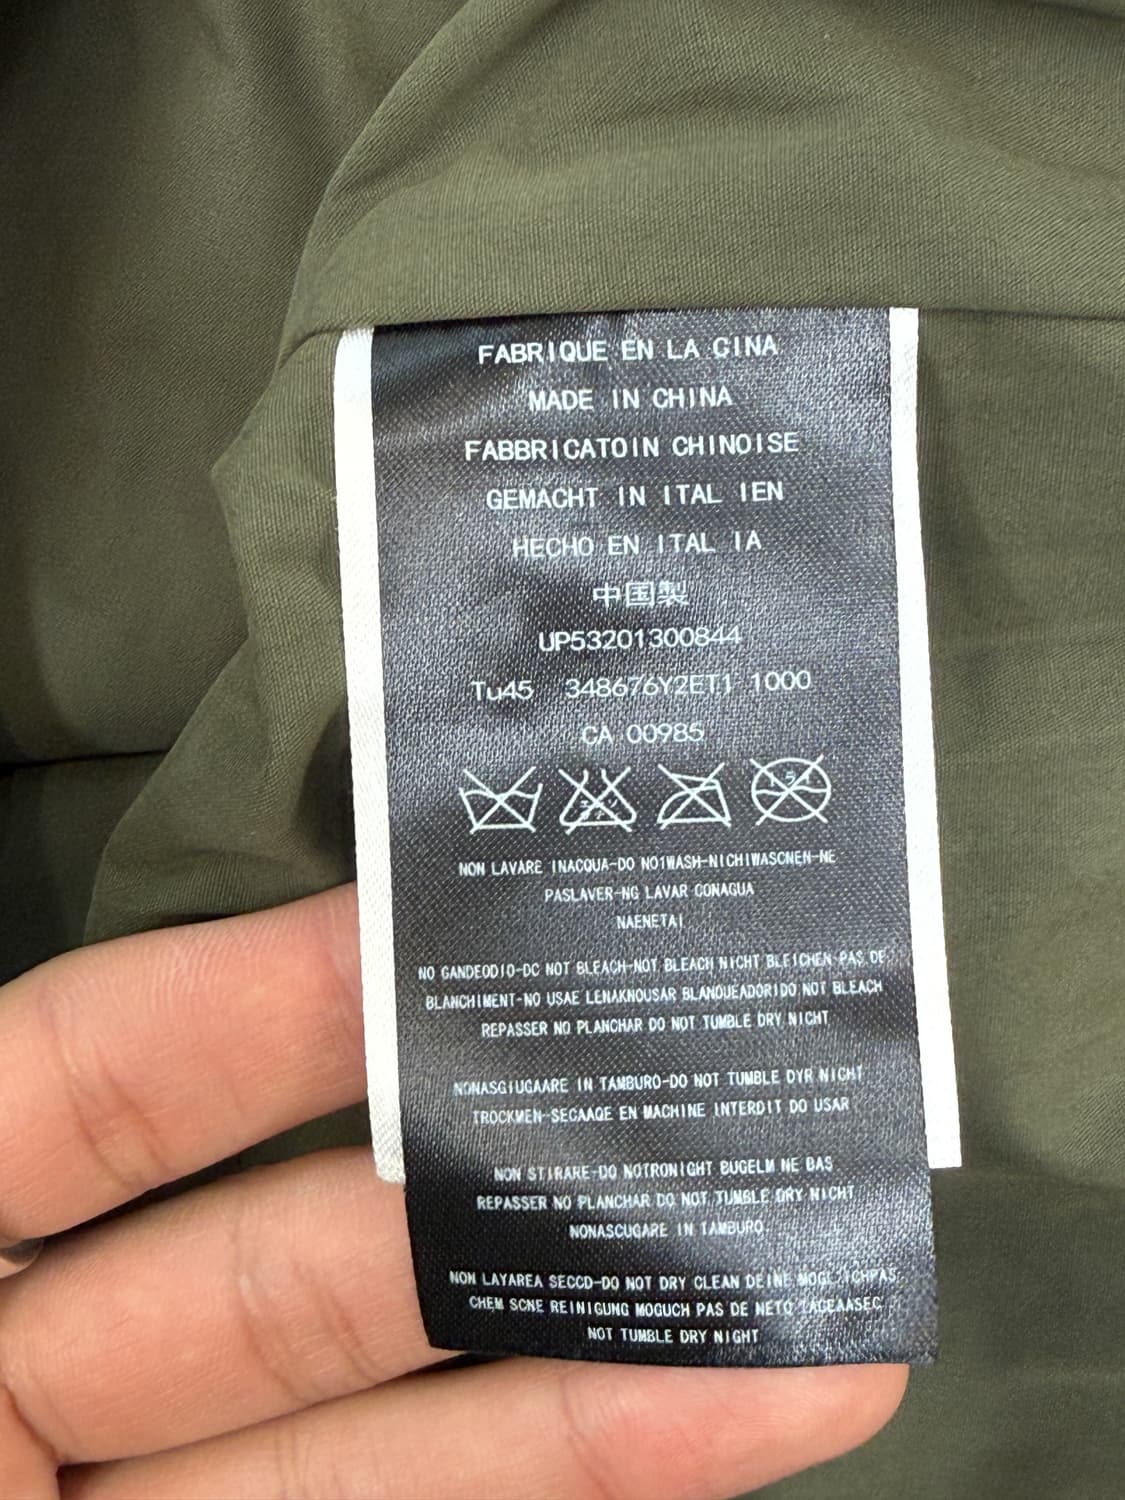 FABRIQUE EN LA CINA
MADE IN CHINA
FABBRICATOIN CHINOISE
GEMACHT IN ITAL IEN
HECHO EN ITAL IA
中国製
UP53201300844
Tu45 348676Y2ET1 1000
CA 00985
NON LAVARE INACQUA-DO NO1WASH-NICHIWASCNEN-NE
PASLAVER-NG LAVAR CONAGUA
NAENETAI
NO GANDEODIO-DC NOT BLEACH-NOT BLEACH NICHT BLEICHEN-PAS DE
BLANCHIMENT-NO USAE LENAKNOUSAR BLANQUEADORIDO NOT BLEACH
REPASSER NO PLANCHAR DO NOT TUMBLE DRY NICHT
NONASGIUGAARE IN TAMBURO-DO NOT TUMBLE DYR NICHT
TROCKMEN-SECAAQE EN MACHINE INTERDIT DO USAR
NON STIRARE-DO NOTRONIGHT BUGELM NE BAS
REPASSER NO PLANCHAR DO NOT TUMBLE DRY NICHT
NONASCUGARE IN TAMBURO
NON LAYAREA SECCD-DO NOT DRY CLEAN DEINE
CHEM SCNE REINIGUNG MOGUCH PAS DE NETO
NOT TUMBLE DRY NIGHT